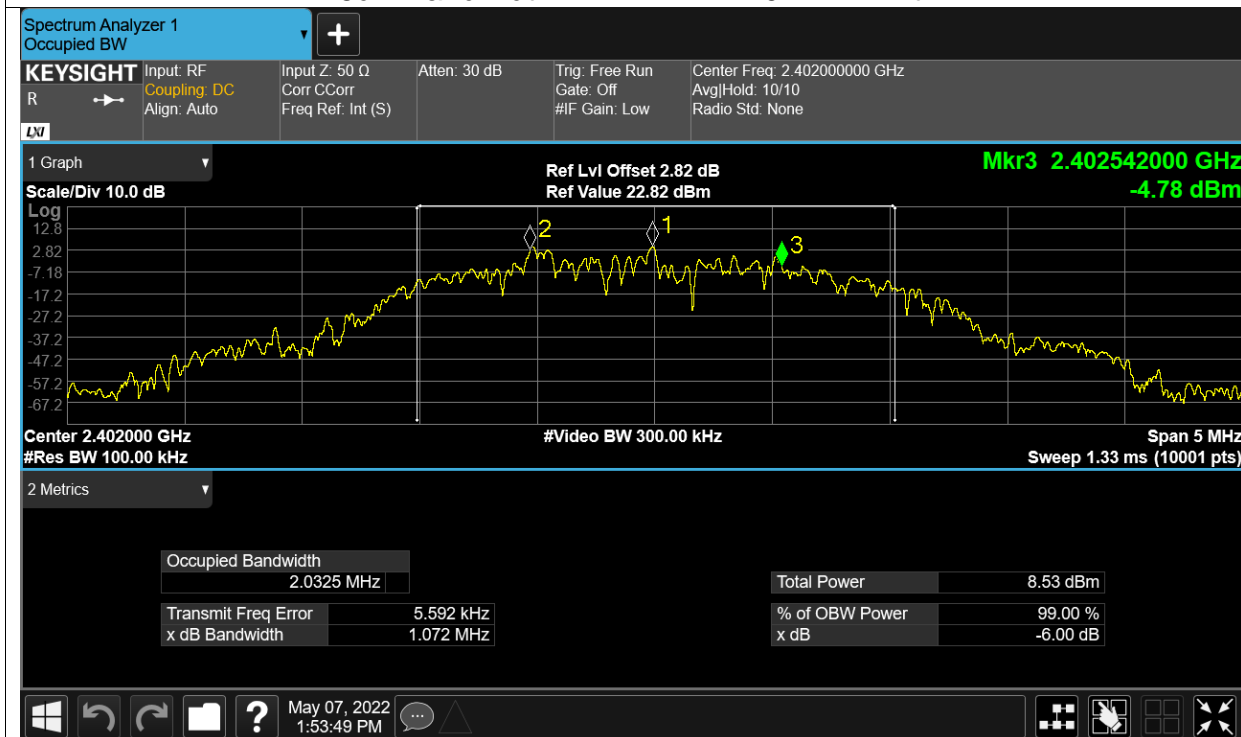 Spectrum Analyzer 1
Occupied BW
+
KEYSIGHT
R
LXI
Input: RF
Coupling: DC
Align: Auto
Input Z: 50 Ω
Corr CCorr
Freq Ref: Int (S)
Atten: 30 dB
Trig: Free Run
Gate: Off
#IF Gain: Low
Center Freq: 2.402000000 GHz
Avg|Hold: 10/10
Radio Std: None
1 Graph
Scale/Div 10.0 dB
Ref Lvl Offset 2.82 dB
Ref Value 22.82 dBm
Mkr3 2.402542000 GHz
-4.78 dBm
Log
12.8
2.82
-7.18
-17.2
-27.2
-37.2
-47.2
-57.2
-67.2
2
1
3
Center 2.402000 GHz
#Res BW 100.00 kHz
#Video BW 300.00 kHz
Span 5 MHz
Sweep 1.33 ms (10001 pts)
2 Metrics
Occupied Bandwidth
2.0325 MHz
Transmit Freq Error 5.592 kHz
x dB Bandwidth 1.072 MHz
Total Power 8.53 dBm
% of OBW Power 99.00 %
x dB -6.00 dB
?
May 07, 2022
1:53:49 PM